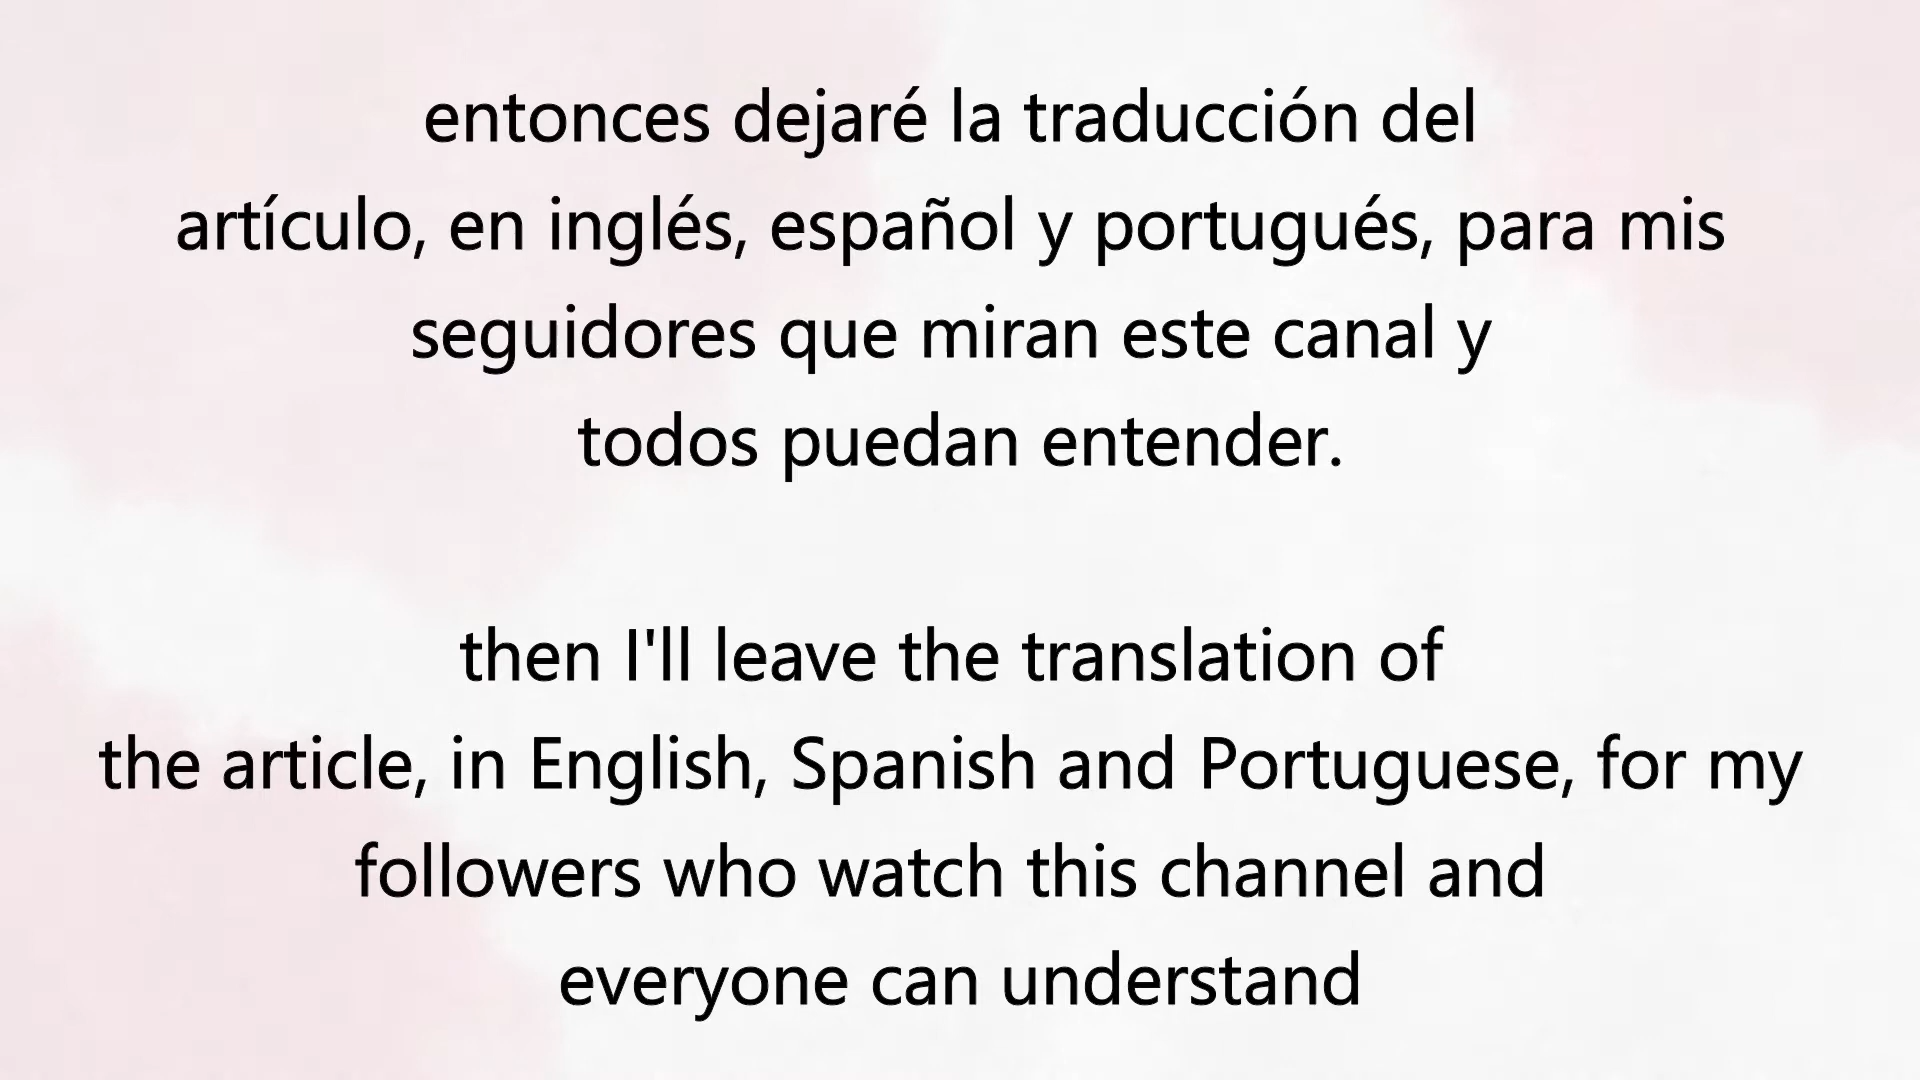 entonces dejaré la traducción del
artículo, en inglés, español y portugués, para mis
seguidores que miran este canal y
todos puedan entender.
then I'll leave the translation of
the article, in English, Spanish and Portuguese, for my
followers who watch this channel and
everyone can understand